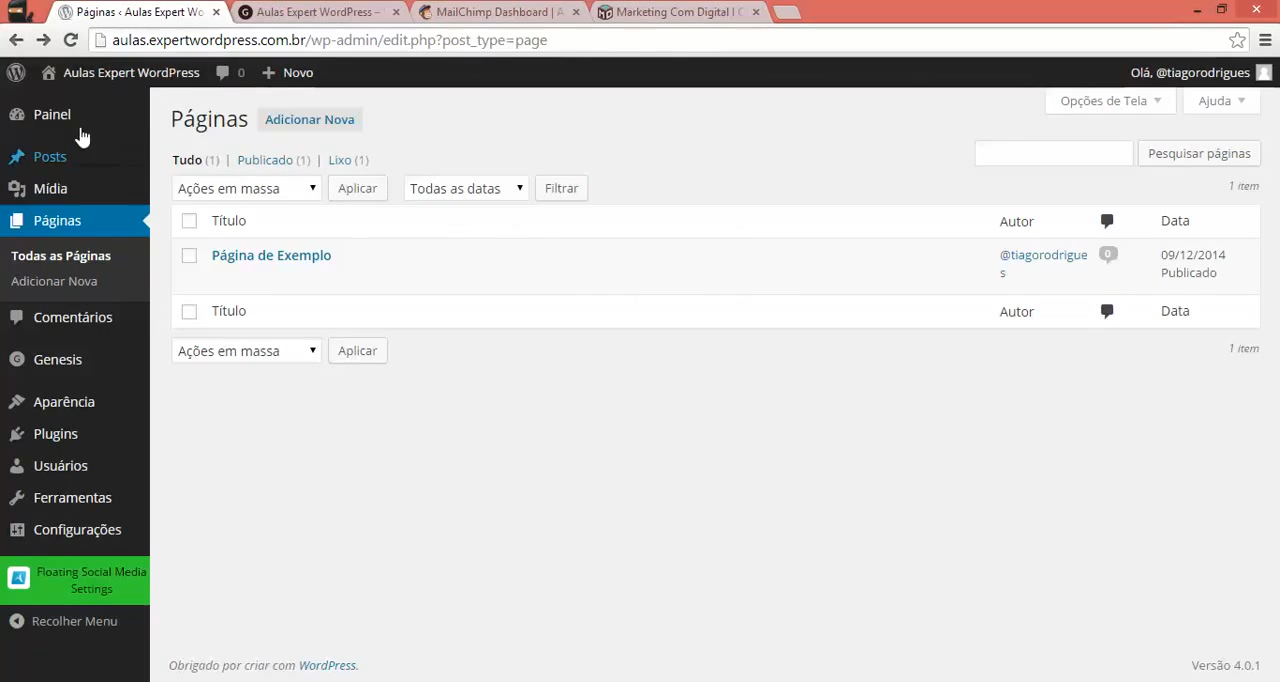 Páginas ‹ Aulas Expert Wo
Aulas Expert WordPress –
MailChimp Dashboard | A
Marketing Com Digital I C
aulas.expertwordpress.com.br/wp-admin/edit.php?post_type=page
Aulas Expert WordPress
0
Novo
Olá, @tiagorodrigues
Painel
Posts
Mídia
Páginas
Todas as Páginas
Adicionar Nova
Comentários
Genesis
Aparência
Plugins
Usuários
Ferramentas
Configurações
Floating Social Media
Settings
Recolher Menu
Opções de Tela
Ajuda
Páginas
Adicionar Nova
Tudo (1) | Publicado (1) | Lixo (1)
Pesquisar páginas
Ações em massa
Aplicar
Todas as datas
Filtrar
1 item
Título
Autor
Data
Página de Exemplo
@tiagorodrigue
s
0
09/12/2014
Publicado
Título
Autor
Data
Ações em massa
Aplicar
1 item
Obrigado por criar com WordPress.
Versão 4.0.1